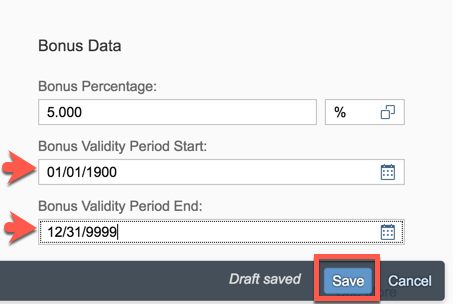 Bonus Data
Bonus Percentage:
5.000 %
Bonus Validity Period Start:
01/01/1900
Bonus Validity Period End:
12/31/9999
Draft saved Save Cancel